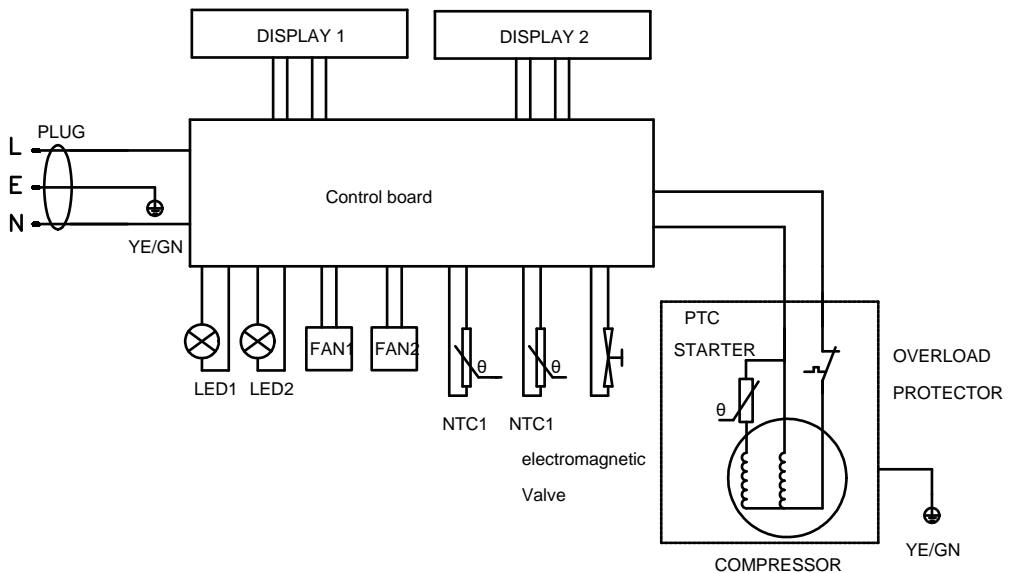 DISPLAY 1
DISPLAY 2
PLUG
L
E
N
YE/GN
Control board
LED1
LED2
FAN1
FAN2
θ
NTC1
θ
NTC1
electromagnetic
Valve
PTC
STARTER
θ
OVERLOAD
PROTECTOR
COMPRESSOR
YE/GN